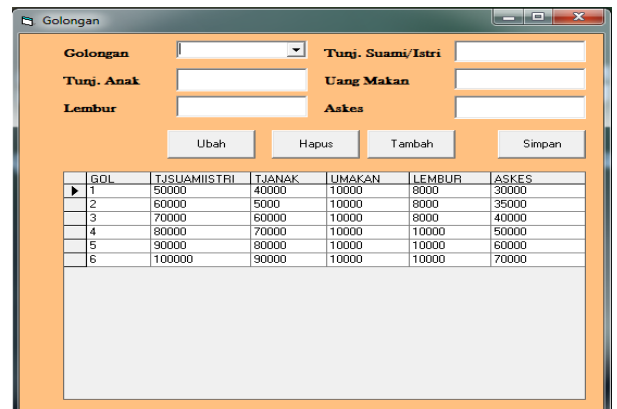 Golongan
Golongan Tunj. Suami/Istri
Tunj. Anak Uang Makan
Lembur Askes
Ubah Hapus Tambah Simpan
GOL TJSUAMIISTRI TJANAK UMAKAN LEMBUR ASKES
1 50000 40000 10000 8000 30000
2 60000 5000 10000 8000 35000
3 70000 60000 10000 8000 40000
4 80000 70000 10000 10000 50000
5 90000 80000 10000 10000 60000
6 100000 90000 10000 10000 70000